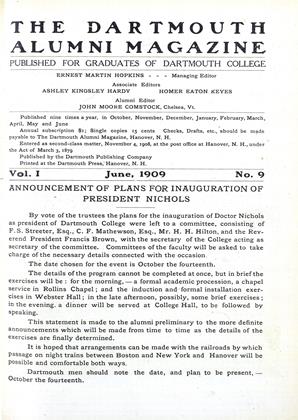 THE DARTMOUTH
ALUMNI MAGAZINE
PUBLISHED FOR GRADUATES OF DARTMOUTH COLLEGE
ERNEST MARTIN HOPKINS - - - Managing Editor
Associate Editors
ASHLEY KINGSLEY HARDY HOMER EATON KEYES
Alumni Editor
JOHN MOORE COMSTOCK, Chelsea, Vt.
Published nine times a year, in October, November, December, January, February, March,
April, May and June
Annual subscription $1; Single copies 15 cents Checks, Drafts, etc., should be made
payable to The Dartmouth Alumni Magazine, Hanover, N. H.
Entered as second-class matter, November 4, 1908, at the post office at Hanover, N. H., under
the Act of March 3, 1879
Published by the Dartmouth Publishing Company
Printed at the Dartmouth Press, Hanover, N. H.
Vol. I June, 1909 No. 9
ANNOUNCEMENT OF PLANS FOR INAUGURATION OF
PRESIDENT NICHOLS
By vote of the trustees the plans for the inauguration of Doctor Nichols
as president of Dartmouth College were left to a committee, consisting of
F. S. Streeter, Esq., C. F. Mathewson, Esq., Mr. H. H. Hilton, and the Rev-
erend President Francis Brown, with the secretary of the College acting as
secretary of the committee. Committees of the faculty will be asked to take
charge of the necessary details connected with the occasion.
The date chosen for the event is October the fourteenth.
The details of the program cannot be completed at once, but in brief the
exercises will be : for the morning, — a formal academic procession, a chapel
service in Rollins Chapel ; and the induction and formal installation exer-
cises in Webster Hall; in the late afternoon, possibly, some brief exercises ;
in the evening, a dinner will be served at College Hall, to be followed by
speaking.
This statement is made to the alumni preliminary to the more definite
announcements which will be made from time to time as the details of the
exercises are finally determined.
It is hoped that arrangements can be made with the railroads by which
passage on night trains between Boston and New York and Hanover will be
possible and comfortable both ways.
Dartmouth men should note the date, and plan to be present, —
October the fourteenth.